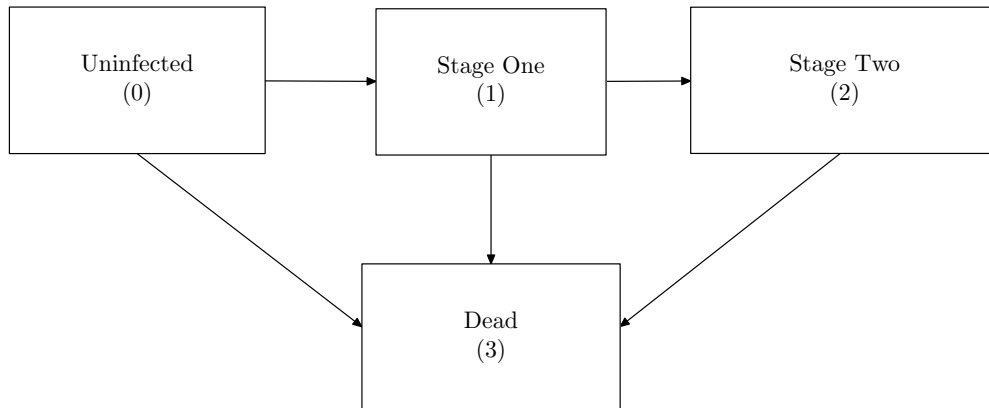 Uninfected
(0)
Stage One
(1)
Stage Two
(2)
Dead
(3)